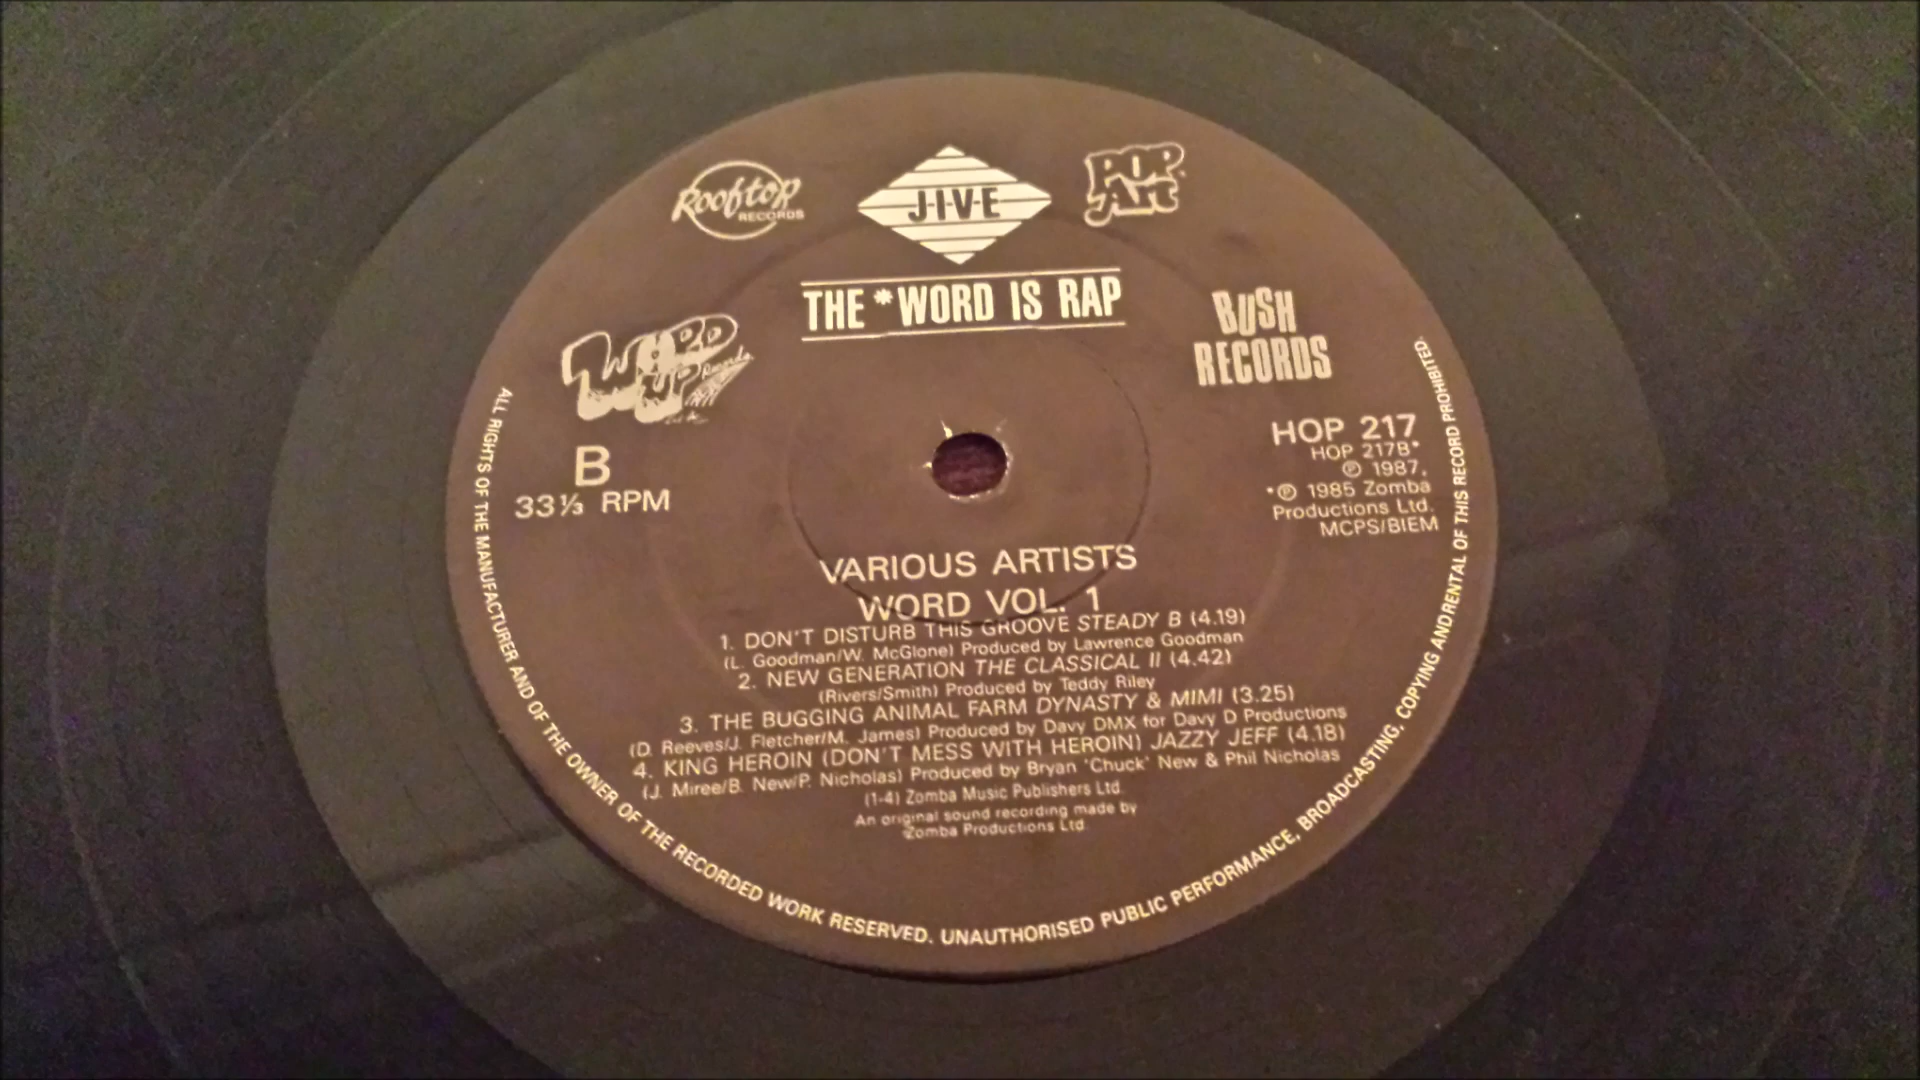 Rooftop
RECORDS
J-I-V-E
POP
Art
THE *WORD IS RAP
WORD
UP
Records
BUSH
RECORDS
B
33⅓ RPM
HOP 217
HOP 217B*
℗ 1987,
*℗ 1985 Zomba
Productions Ltd.
MCPS/BIEM
VARIOUS ARTISTS
WORD VOL. 1
1. DON'T DISTURB THIS GROOVE STEADY B (4.19)
(L. Goodman/W. McGlone) Produced by Lawrence Goodman
2. NEW GENERATION THE CLASSICAL II (4.42)
(Rivers/Smith) Produced by Teddy Riley
3. THE BUGGING ANIMAL FARM DYNASTY & MIMI (3.25)
(D. Reeves/J. Fletcher/M. James) Produced by Davy DMX for Davy D Productions
4. KING HEROIN (DON'T MESS WITH HEROIN) JAZZY JEFF (4.18)
(J. Miree/B. New/P. Nicholas) Produced by Bryan 'Chuck' New & Phil Nicholas
(1-4) Zomba Music Publishers Ltd.
An original sound recording made by
Zomba Productions Ltd.
ALL RIGHTS OF THE MANUFACTURER AND OF THE OWNER OF THE RECORDED WORK RESERVED. UNAUTHORISED PUBLIC PERFORMANCE, BROADCASTING, COPYING AND RENTAL OF THIS RECORD PROHIBITED.